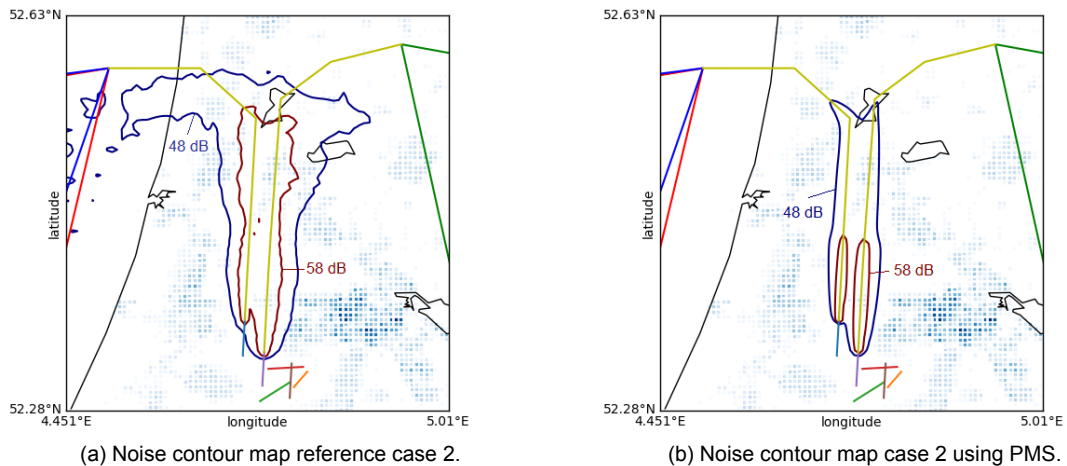 52.63°N
latitude
48 dB
58 dB
52.28°N
4.451°E
longitude
5.01°E
(a) Noise contour map reference case 2.
52.63°N
latitude
48 dB
58 dB
52.28°N
4.451°E
longitude
5.01°E
(b) Noise contour map case 2 using PMS.